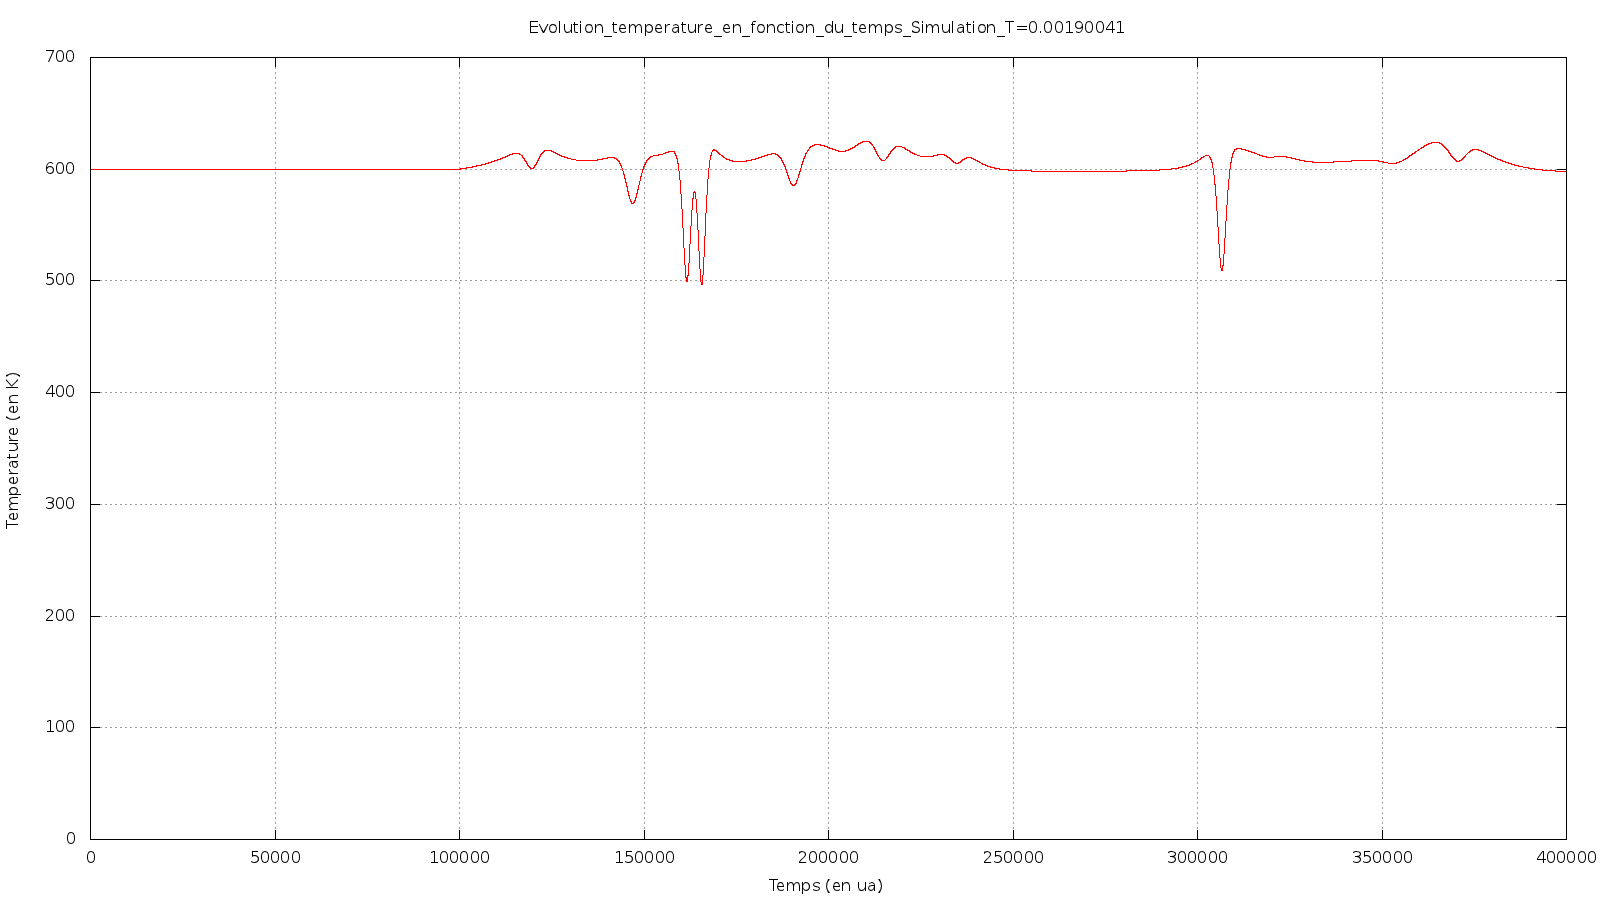 Evolution_temperature_en_fonction_du_temps_Simulation_T=0.00190041
700
600
500
400
300
200
100
0
Temperature (en K)
0 50000 100000 150000 200000 250000 300000 350000 400000
Temps (en ua)